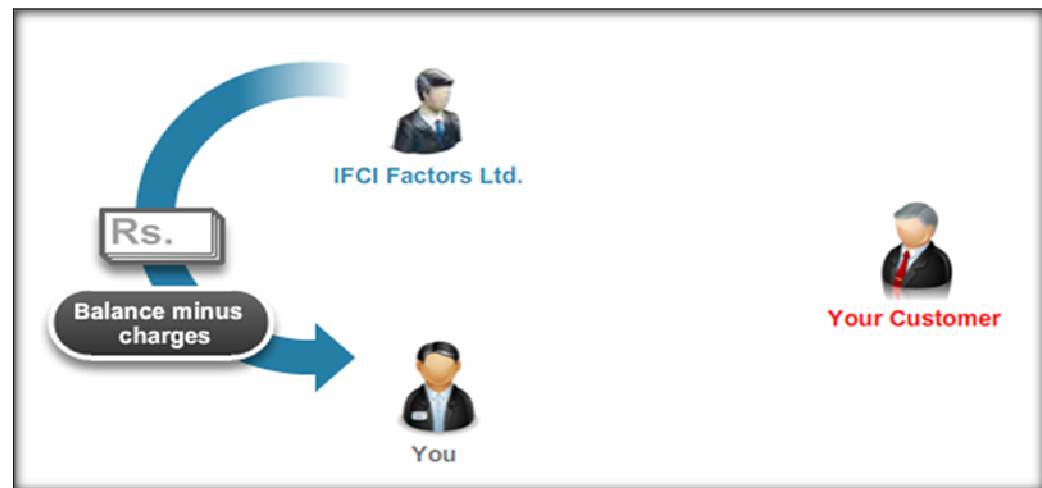 IFCI Factors Ltd.
Rs.
Your Customer
Balance minus
charges
You